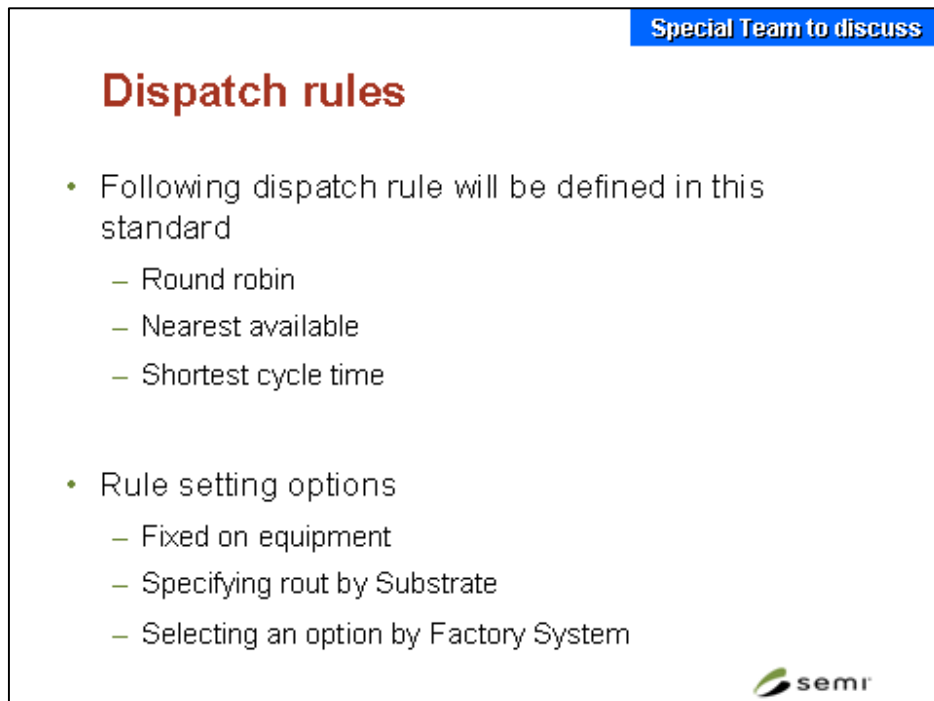 Special Team to discuss
Dispatch rules
• Following dispatch rule will be defined in this
standard
– Round robin
– Nearest available
– Shortest cycle time
• Rule setting options
– Fixed on equipment
– Specifying rout by Substrate
– Selecting an option by Factory System
semi